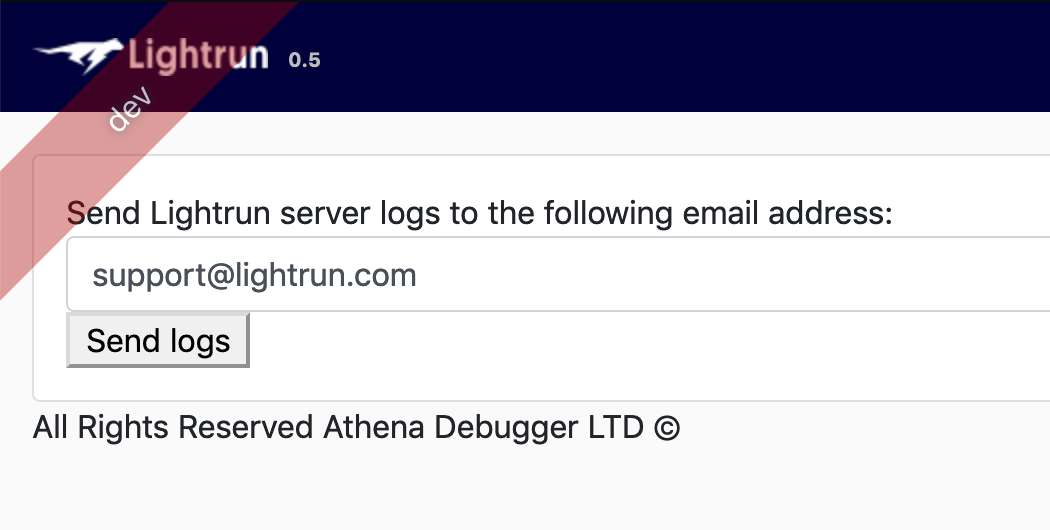 Lightrun 0.5
dev
Send Lightrun server logs to the following email address:
support@lightrun.com
Send logs
All Rights Reserved Athena Debugger LTD ©